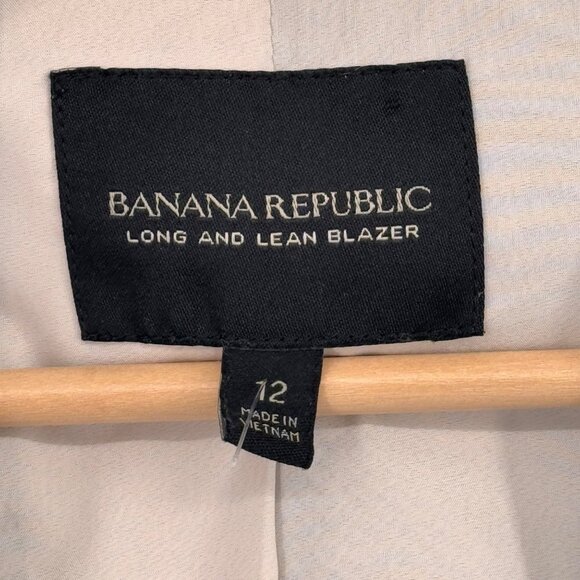 BANANA REPUBLIC
LONG AND LEAN BLAZER
12
MADE IN
VIETNAM